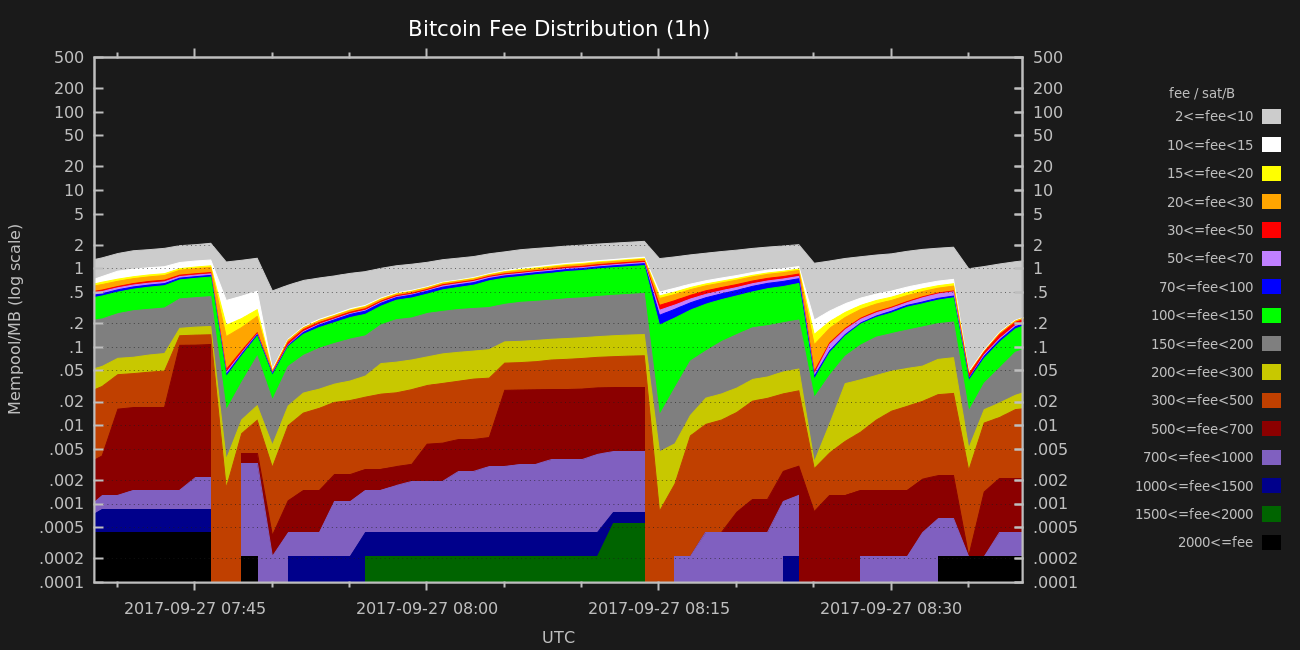 Bitcoin Fee Distribution (1h)
Mempool/MB (log scale)
500
200
100
50
20
10
5
2
1
.5
.2
.1
.05
.02
.01
.005
.002
.001
.0005
.0002
.0001
500
200
100
50
20
10
5
2
1
.5
.2
.1
.05
.02
.01
.005
.002
.001
.0005
.0002
.0001
2017-09-27 07:45
2017-09-27 08:00
2017-09-27 08:15
2017-09-27 08:30
UTC
fee / sat/B
2<=fee<10
10<=fee<15
15<=fee<20
20<=fee<30
30<=fee<50
50<=fee<70
70<=fee<100
100<=fee<150
150<=fee<200
200<=fee<300
300<=fee<500
500<=fee<700
700<=fee<1000
1000<=fee<1500
1500<=fee<2000
2000<=fee